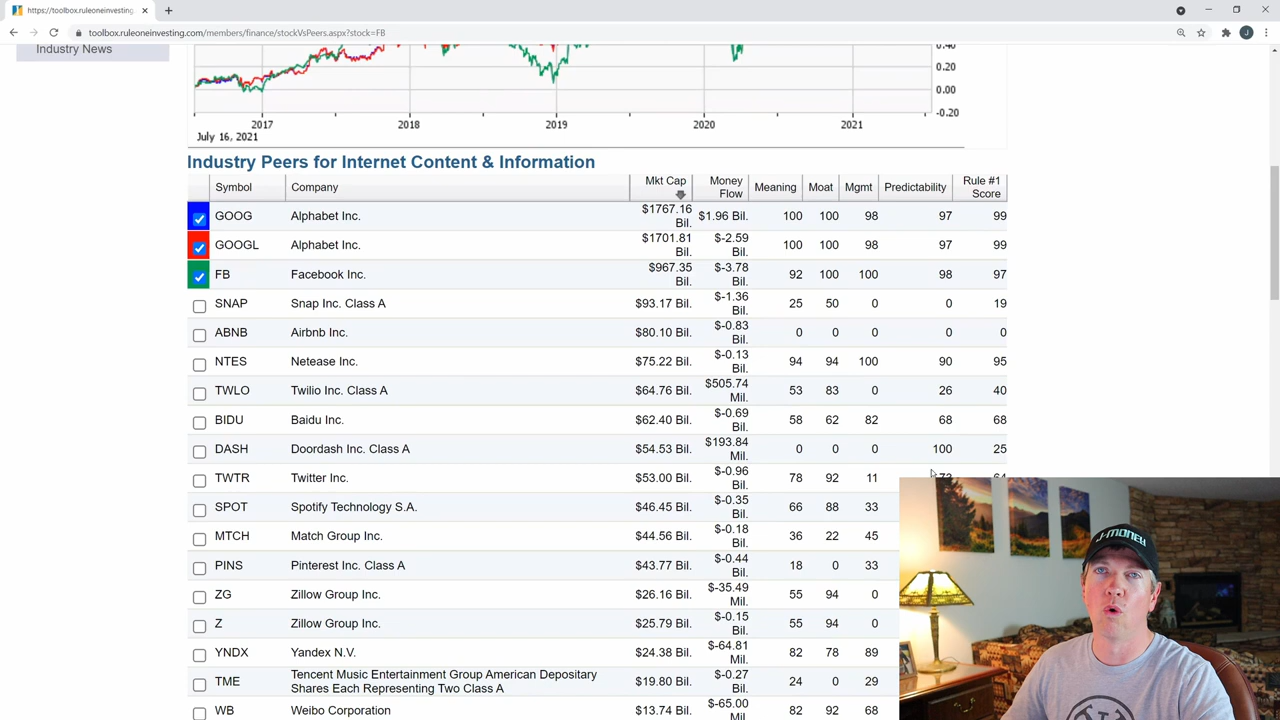 https://toolbox.ruleoneinvesting.c
toolbox.ruleoneinvesting.com/members/finance/stockVsPeers.aspx?stock=FB
J
Industry News
0.40
0.20
0.00
-0.20
2017 2018 2019 2020 2021
July 16, 2021
Industry Peers for Internet Content & Information
Symbol Company Mkt Cap Money Flow Meaning Moat Mgmt Predictability Rule #1 Score
GOOG Alphabet Inc. $1767.16 Bil. $1.96 Bil. 100 100 98 97 99
GOOGL Alphabet Inc. $1701.81 Bil. $-2.59 Bil. 100 100 98 97 99
FB Facebook Inc. $967.35 Bil. $-3.78 Bil. 92 100 100 98 97
SNAP Snap Inc. Class A $93.17 Bil. $-1.36 Bil. 25 50 0 0 19
ABNB Airbnb Inc. $80.10 Bil. $-0.83 Bil. 0 0 0 0 0
NTES Netease Inc. $75.22 Bil. $-0.13 Bil. 94 94 100 90 95
TWLO Twilio Inc. Class A $64.76 Bil. $505.74 Mil. 53 83 0 26 40
BIDU Baidu Inc. $62.40 Bil. $-0.69 Bil. 58 62 82 68 68
DASH Doordash Inc. Class A $54.53 Bil. $193.84 Mil. 0 0 0 100 25
TWTR Twitter Inc. $53.00 Bil. $-0.96 Bil. 78 92 11
SPOT Spotify Technology S.A. $46.45 Bil. $-0.35 Bil. 66 88 33
MTCH Match Group Inc. $44.56 Bil. $-0.18 Bil. 36 22 45
PINS Pinterest Inc. Class A $43.77 Bil. $-0.44 Bil. 18 0 33
ZG Zillow Group Inc. $26.16 Bil. $-35.49 Mil. 55 94 0
Z Zillow Group Inc. $25.79 Bil. $-0.15 Bil. 55 94 0
YNDX Yandex N.V. $24.38 Bil. $-64.81 Mil. 82 78 89
TME Tencent Music Entertainment Group American Depositary Shares Each Representing Two Class A $19.80 Bil. $-0.27 Bil. 24 0 29
WB Weibo Corporation $13.74 Bil. $-65.00 Mil. 82 92 68
J-MONEY